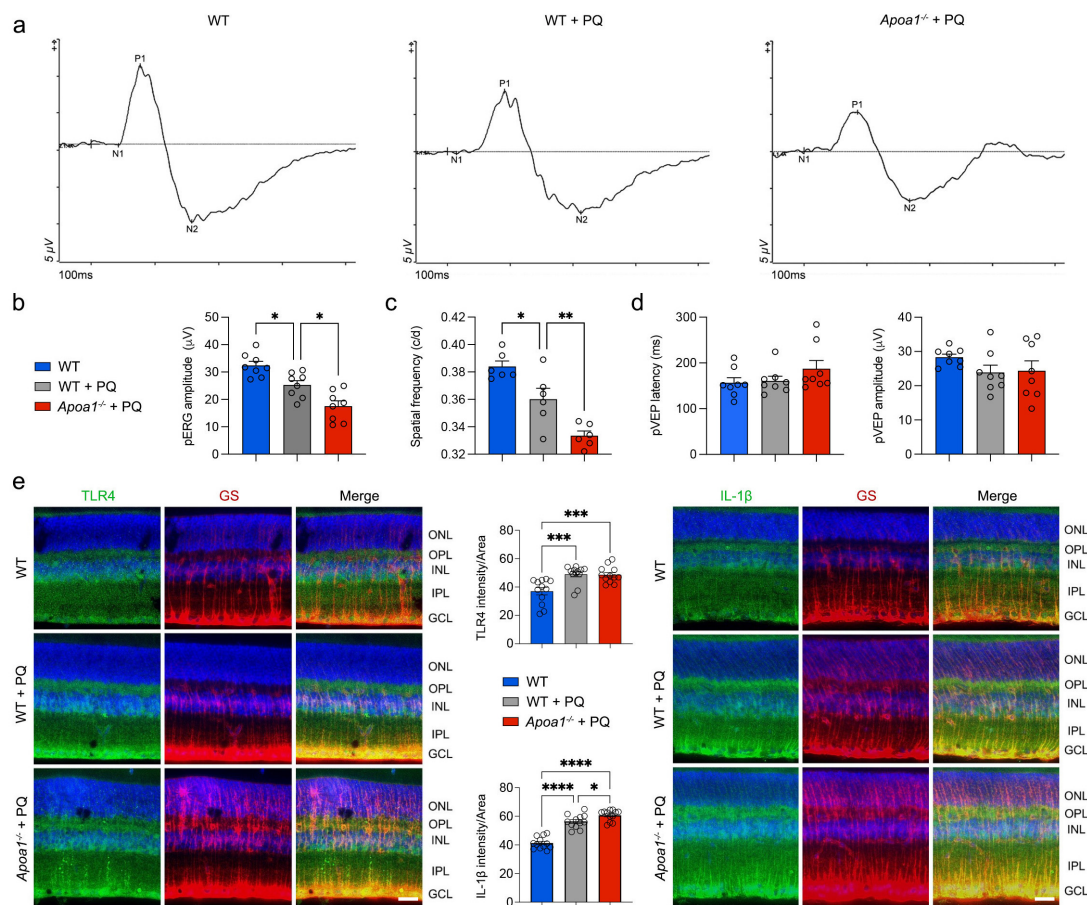 a
WT
WT + PQ
Apoa1-/- + PQ
P1
N1
N2
5 µV
100ms
P1
N1
N2
5 µV
100ms
P1
N1
N2
5 µV
100ms
b
WT
WT + PQ
Apoa1-/- + PQ
pERG amplitude (µV)
50
40
30
20
10
0
*
*
c
Spatial frequency (c/d)
0.42
0.40
0.38
0.36
0.34
0.32
*
**
d
pVEP latency (ms)
300
200
100
0
pVEP amplitude (µV)
40
30
20
10
0
e
TLR4
GS
Merge
WT
ONL
OPL
INL
IPL
GCL
WT + PQ
ONL
OPL
INL
IPL
GCL
Apoa1-/- + PQ
ONL
OPL
INL
IPL
GCL
TLR4 intensity/Area
80
60
40
20
0
***
***
WT
WT + PQ
Apoa1-/- + PQ
IL-1β intensity/Area
80
60
40
20
0
****
****
*
IL-1β
GS
Merge
WT
ONL
OPL
INL
IPL
GCL
WT + PQ
ONL
OPL
INL
IPL
GCL
Apoa1-/- + PQ
ONL
OPL
INL
IPL
GCL